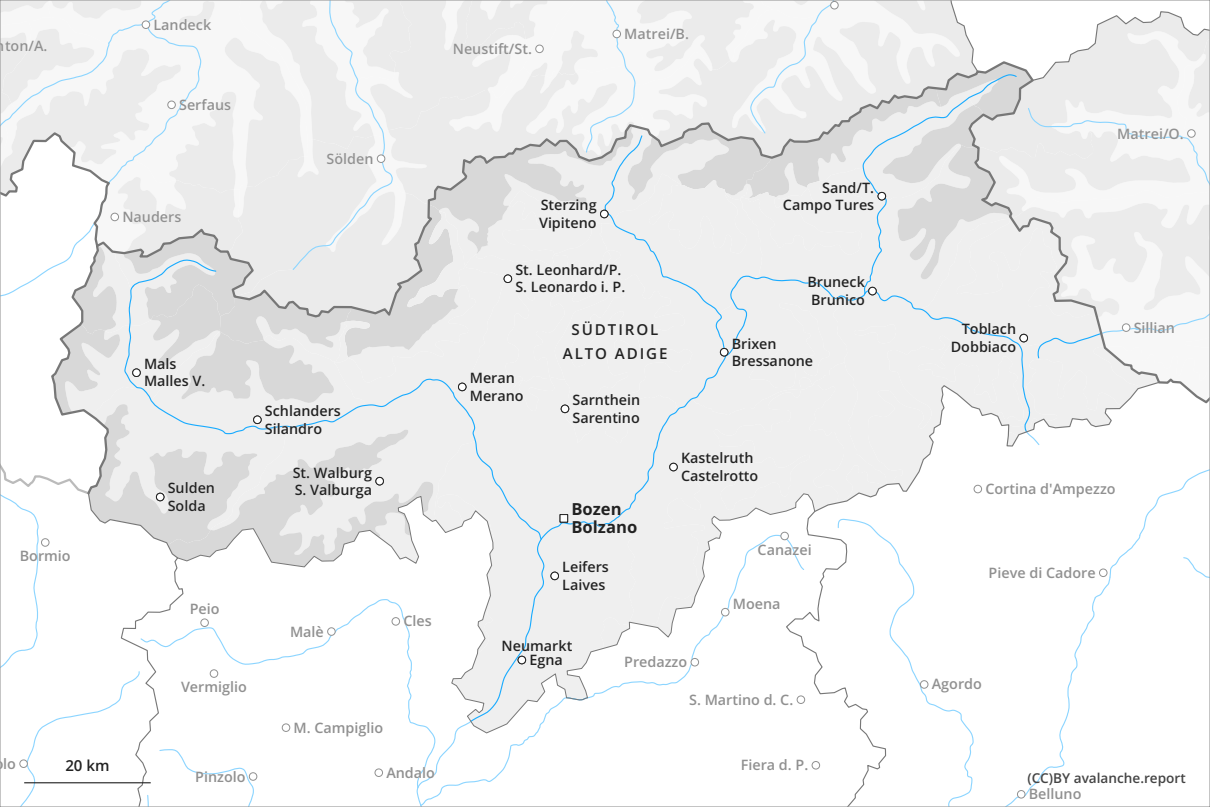 Landeck
Matrei/B.
nton/A.
Neustift/St.
Serfaus
Matrei/O.
Sölden
Sand/T.
Campo Tures
Nauders
Sterzing
Vipiteno
St. Leonhard/P.
S. Leonardo i. P.
Bruneck
Brunico
SÜDTIROL
ALTO ADIGE
Toblach
Dobbiaco
Sillian
Brixen
Bressanone
Mals
Malles V.
Meran
Merano
Sarnthein
Sarentino
Schlanders
Silandro
Kastelruth
Castelrotto
St. Walburg
S. Valburga
Sulden
Solda
Cortina d'Ampezzo
Bozen
Bolzano
Bormio
Canazei
Leifers
Laives
Pieve di Cadore
Peio
Moena
Malè
Cles
Neumarkt
Egna
Predazzo
Vermiglio
Agordo
S. Martino d. C.
M. Campiglio
olo
20 km
Pinzolo
Andalo
Fiera d. P.
(CC)BY avalanche.report
Belluno